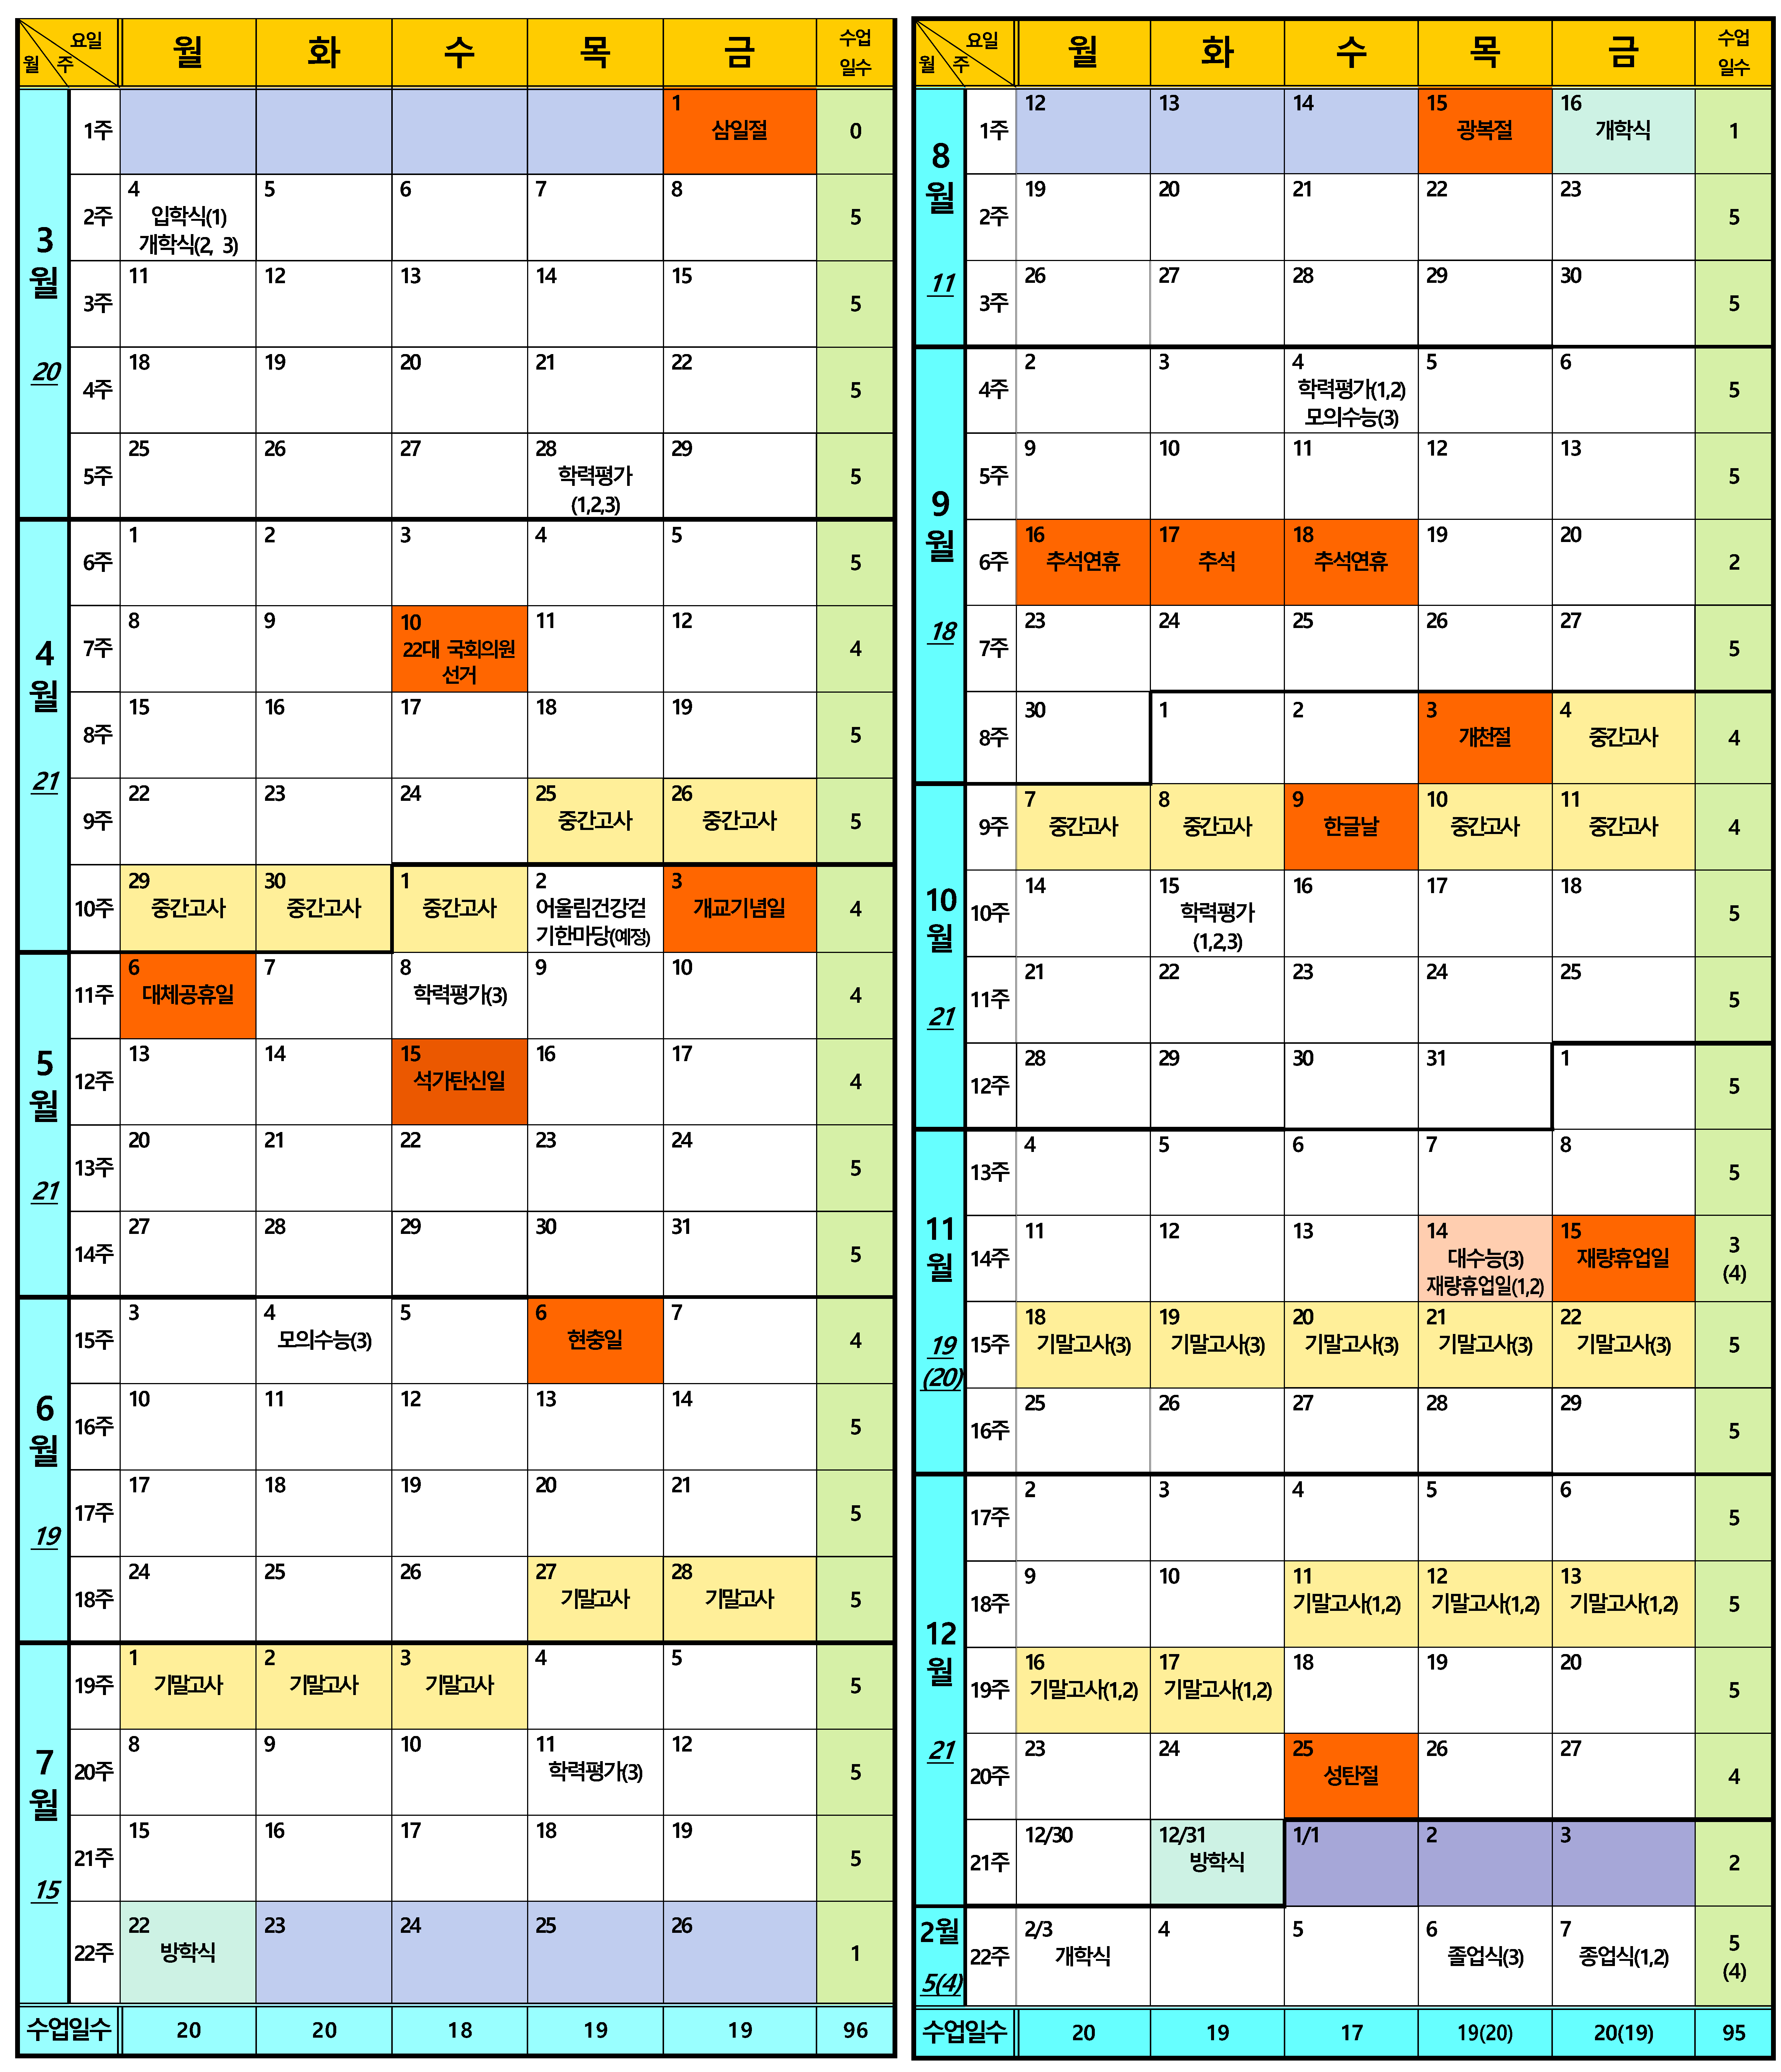 요일
월 주
월 화 수 목 금
수업
일수
3
월
20
1주
1
삼일절
0
2주
4 5 6 7 8
입학식(1)
개학식(2, 3)
5
3주
11 12 13 14 15
5
4주
18 19 20 21 22
5
5주
25 26 27 28 29
학력평가
(1,2,3)
5
4
월
21
6주
1 2 3 4 5
5
7주
8 9 10 11 12
22대 국회의원
선거
4
8주
15 16 17 18 19
5
9주
22 23 24 25 26
중간고사 중간고사
5
10주
29 30 1 2 3
중간고사 중간고사 중간고사 어울림건강걷 개교기념일
기한마당(예정)
4
5
월
21
11주
6 7 8 9 10
대체공휴일 학력평가(3)
4
12주
13 14 15 16 17
석가탄신일
4
13주
20 21 22 23 24
5
14주
27 28 29 30 31
5
6
월
19
15주
3 4 5 6 7
모의수능(3) 현충일
4
16주
10 11 12 13 14
5
17주
17 18 19 20 21
5
18주
24 25 26 27 28
기말고사 기말고사
5
7
월
15
19주
1 2 3 4 5
기말고사 기말고사 기말고사
5
20주
8 9 10 11 12
학력평가(3)
5
21주
15 16 17 18 19
5
22주
22 23 24 25 26
방학식
1
수업일수 20 20 18 19 19 96
요일
월 주
월 화 수 목 금
수업
일수
8
월
11
1주
12 13 14 15 16
광복절 개학식
1
2주
19 20 21 22 23
5
3주
26 27 28 29 30
5
9
월
18
4주
2 3 4 5 6
학력평가(1,2)
모의수능(3)
5
5주
9 10 11 12 13
5
6주
16 17 18 19 20
추석연휴 추석 추석연휴
2
7주
23 24 25 26 27
5
8주
30 1 2 3 4
개천절 중간고사
4
10
월
21
9주
7 8 9 10 11
중간고사 중간고사 한글날 중간고사 중간고사
4
10주
14 15 16 17 18
학력평가
(1,2,3)
5
11주
21 22 23 24 25
5
12주
28 29 30 31 1
5
11
월
19
(20)
13주
4 5 6 7 8
5
14주
11 12 13 14 15
대수능(3) 재량휴업일
재량휴업일(1,2)
3
(4)
15주
18 19 20 21 22
기말고사(3) 기말고사(3) 기말고사(3) 기말고사(3) 기말고사(3)
5
16주
25 26 27 28 29
5
12
월
21
17주
2 3 4 5 6
5
18주
9 10 11 12 13
기말고사(1,2) 기말고사(1,2) 기말고사(1,2)
5
19주
16 17 18 19 20
기말고사(1,2) 기말고사(1,2)
5
20주
23 24 25 26 27
성탄절
4
21주
12/30 12/31 1/1 2 3
방학식
2
2월
5(4)
22주
2/3 4 5 6 7
개학식 졸업식(3) 종업식(1,2)
5
(4)
수업일수 20 19 17 19(20) 20(19) 95